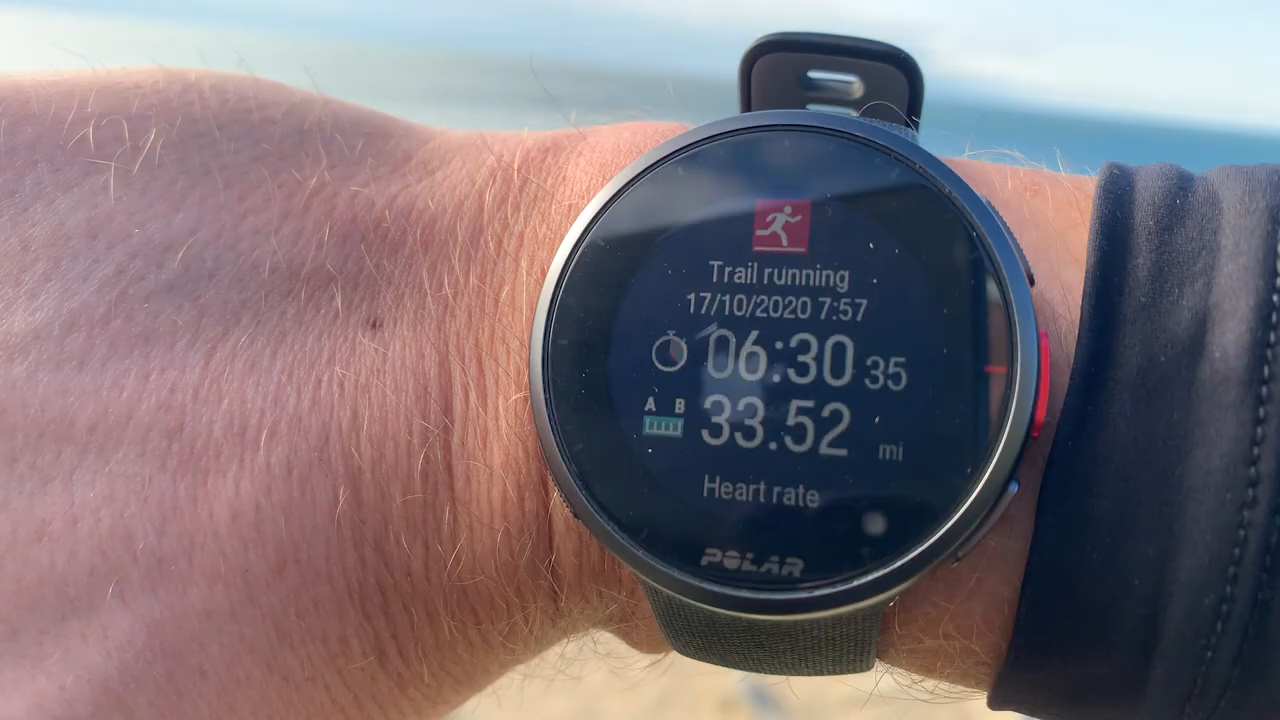 Trail running
17/10/2020 7:57
06:30 35
A B
33.52 mi
Heart rate
POLAR